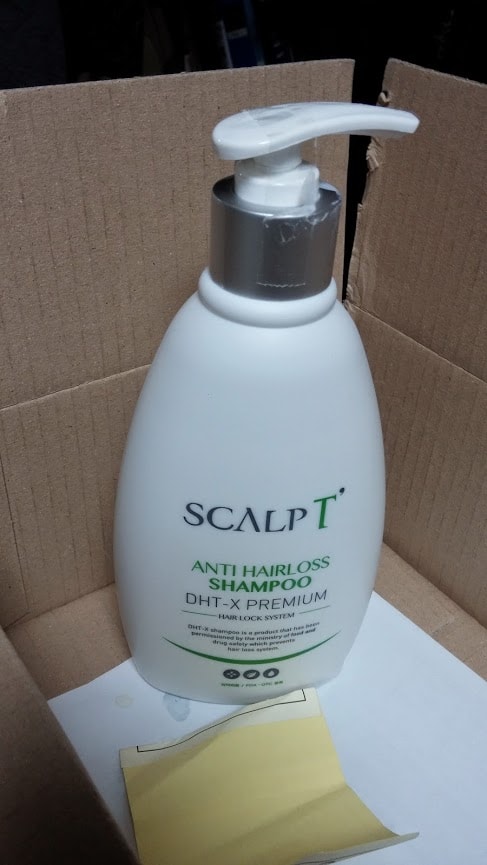 SCALP T'
ANTI HAIRLOSS
SHAMPOO
DHT-X PREMIUM
HAIR LOCK SYSTEM
DHT-X shampoo is a product that has been
permissioned by the ministry of food and
drug safety which prevents
hair loss system.